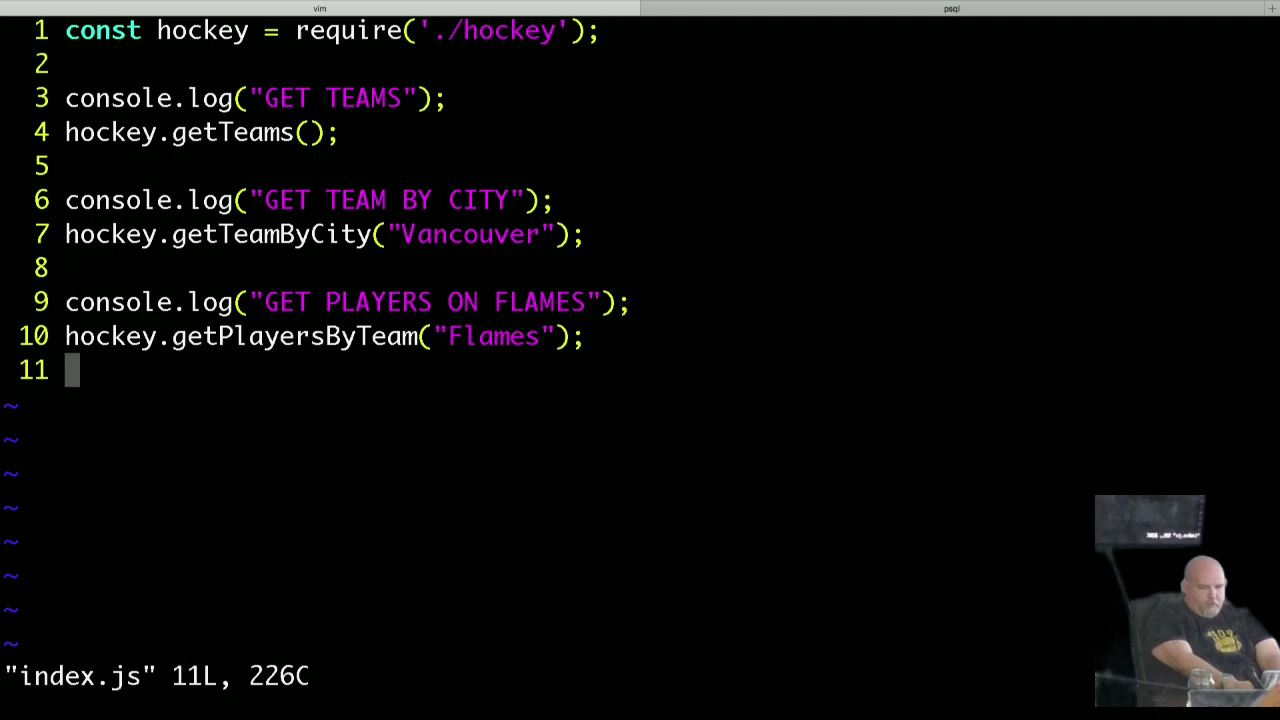 vim
psql
+
1 const hockey = require('./hockey');
2
3 console.log("GET TEAMS");
4 hockey.getTeams();
5
6 console.log("GET TEAM BY CITY");
7 hockey.getTeamByCity("Vancouver");
8
9 console.log("GET PLAYERS ON FLAMES");
10 hockey.getPlayersByTeam("Flames");
11
~
~
~
~
~
~
~
~
"index.js" 11L, 226C